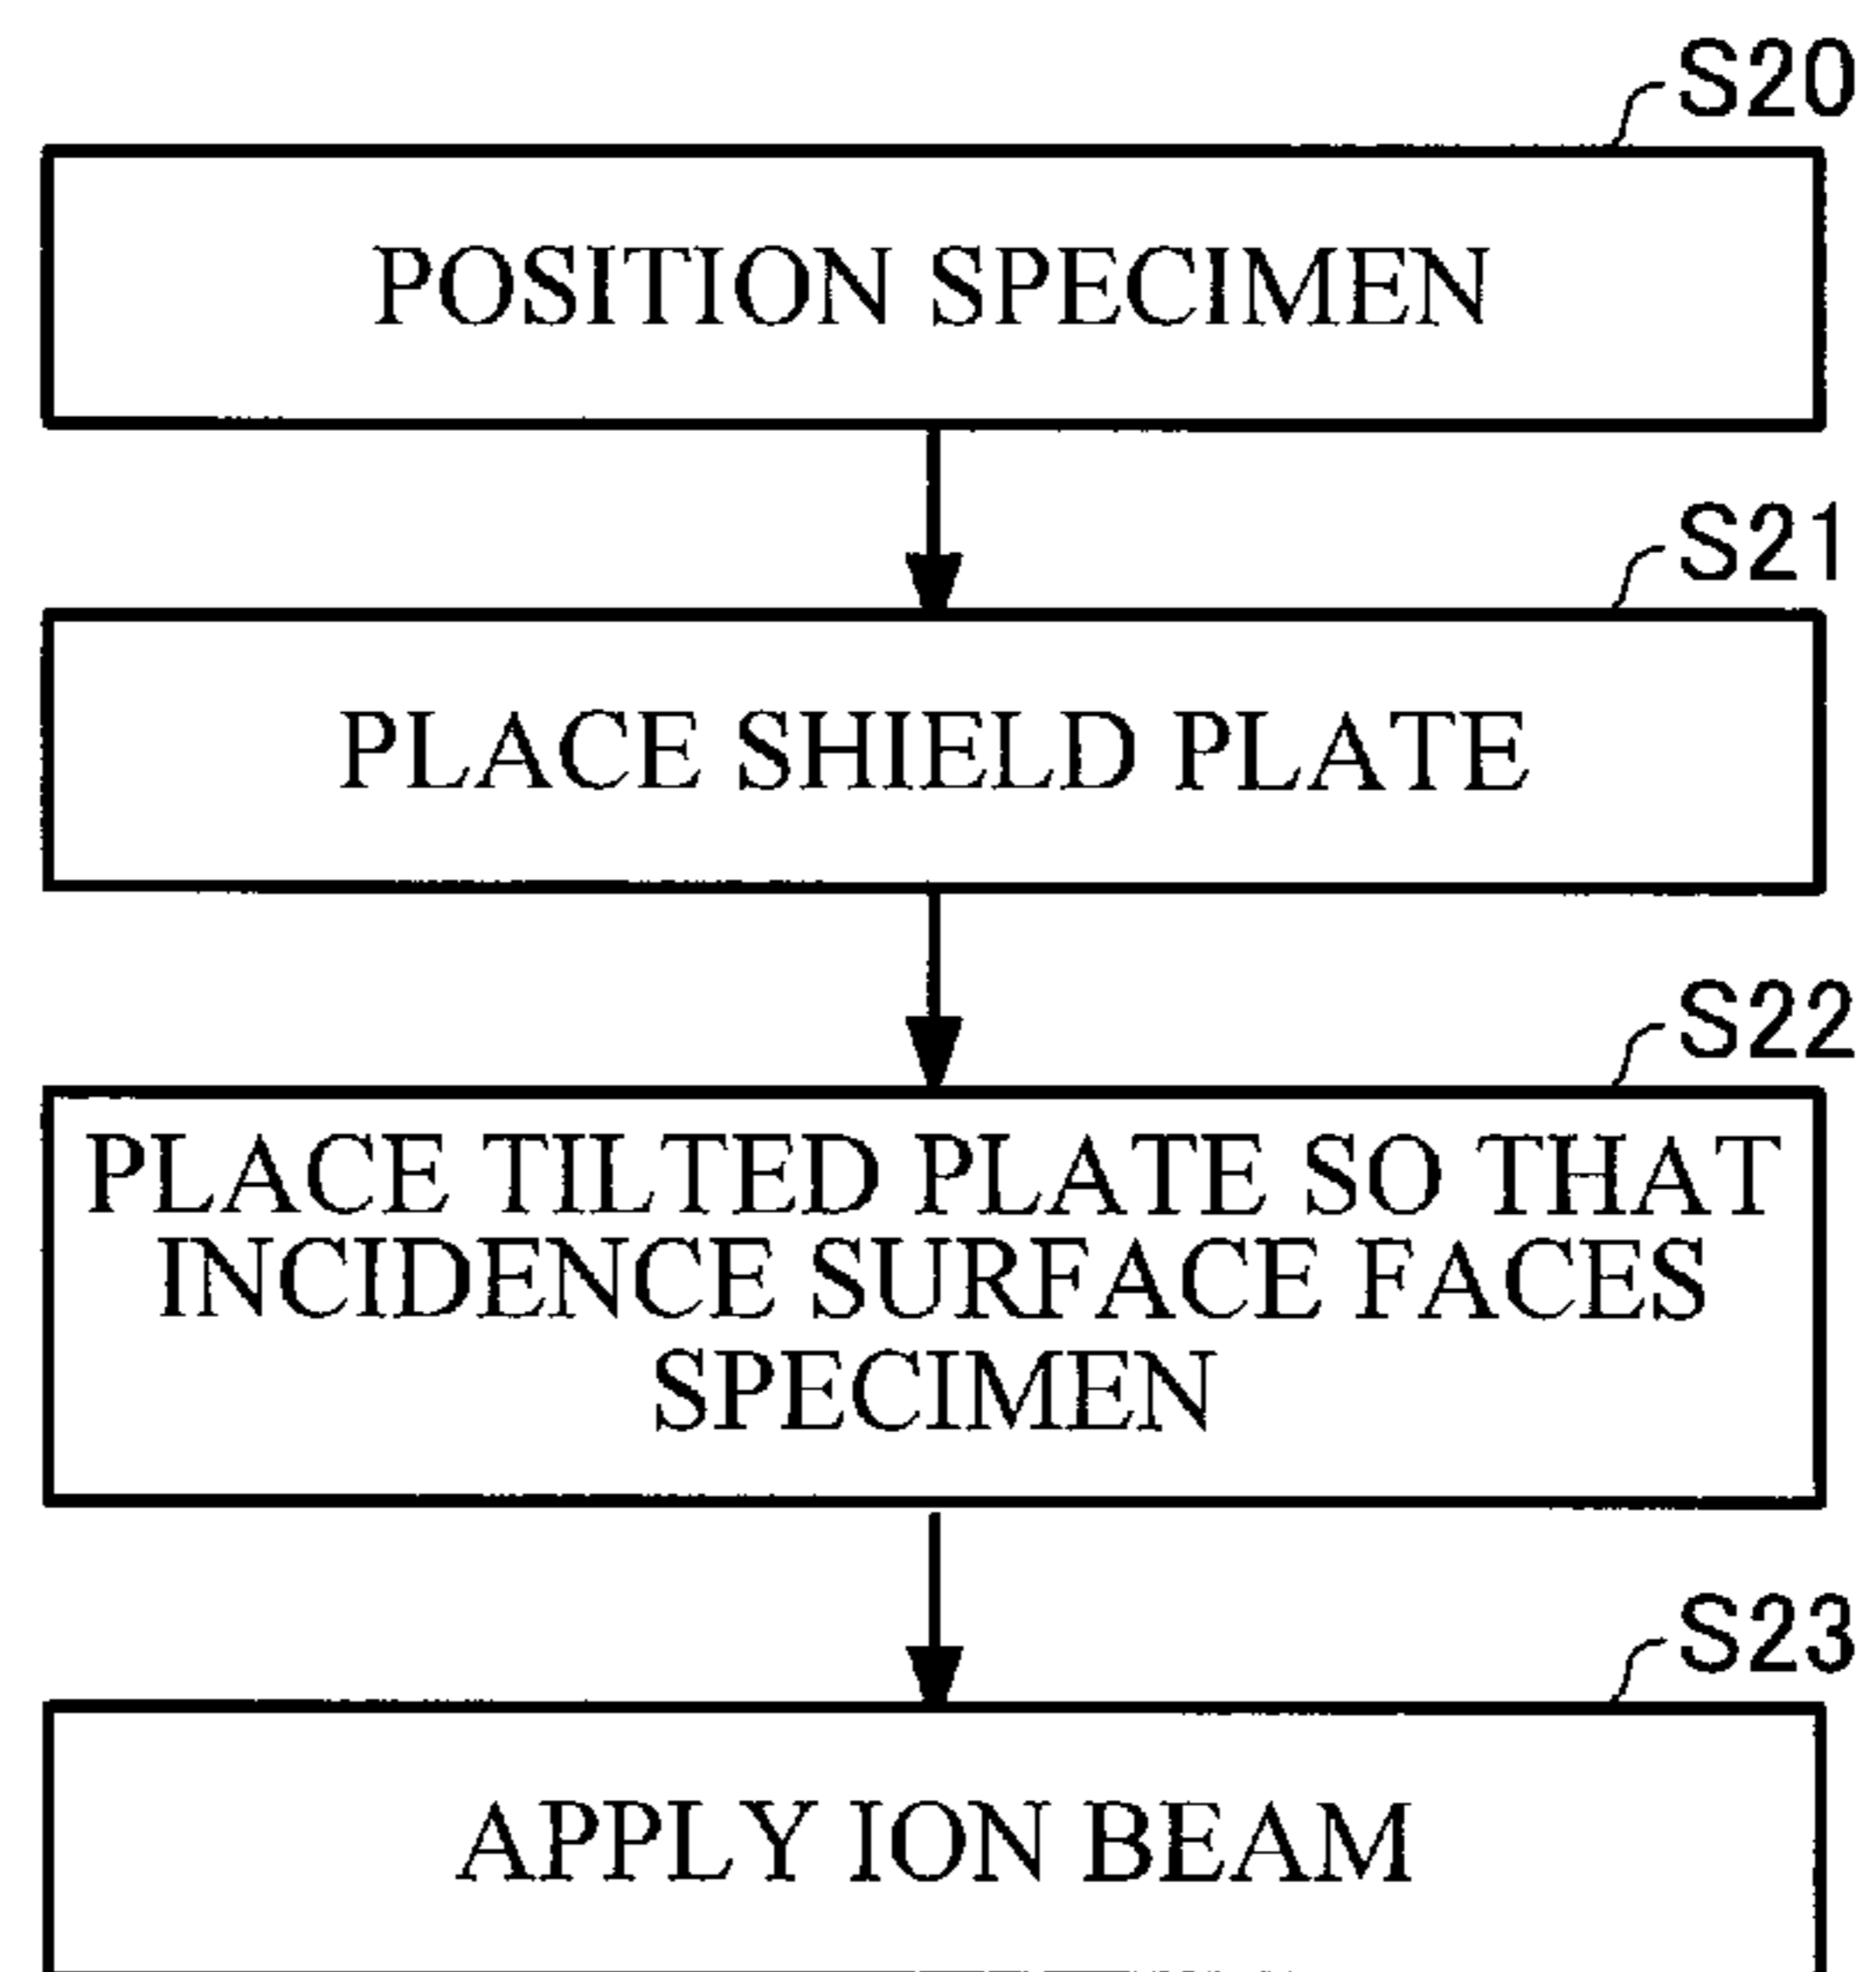 S20
POSITION SPECIMEN
S21
PLACE SHIELD PLATE
S22
PLACE TILTED PLATE SO THAT
INCIDENCE SURFACE FACES
SPECIMEN
S23
APPLY ION BEAM